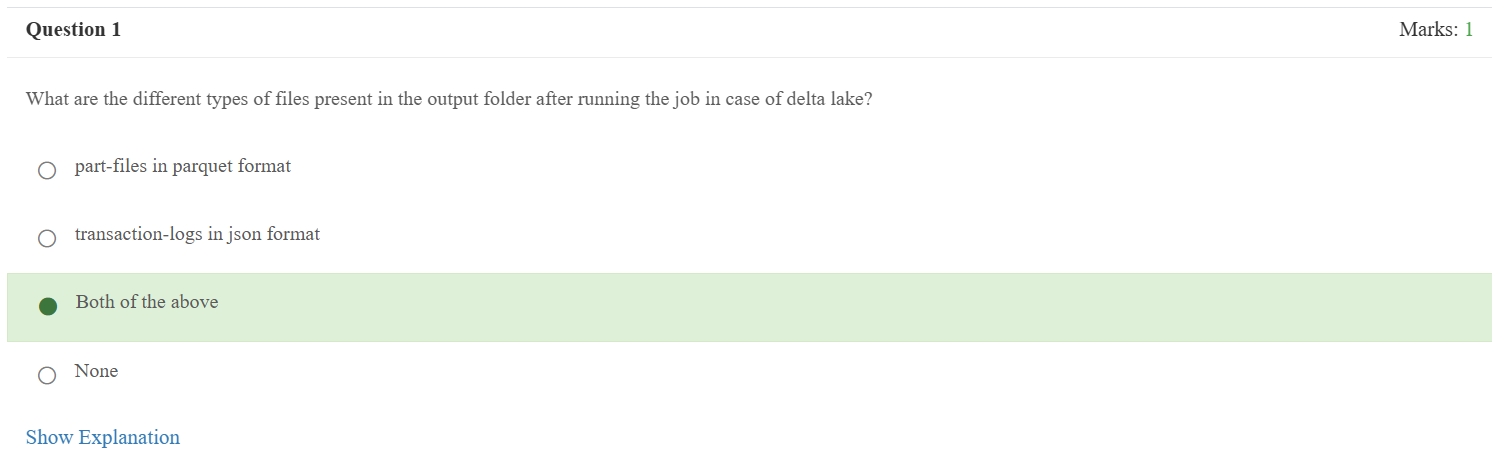 Question 1
Marks: 1
What are the different types of files present in the output folder after running the job in case of delta lake?
part-files in parquet format
transaction-logs in json format
Both of the above
None
Show Explanation